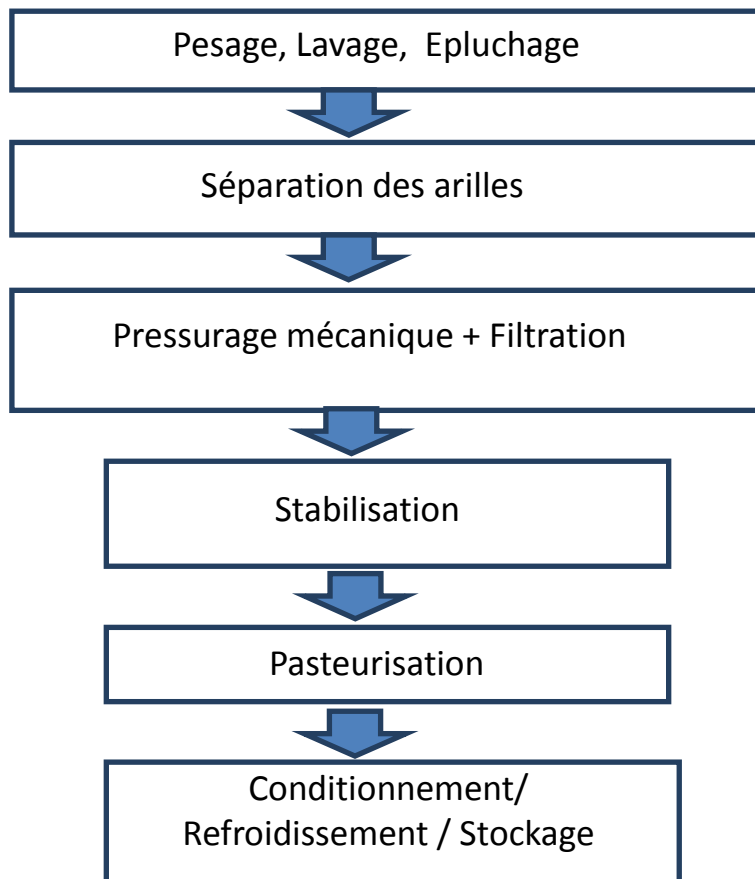 Pesage, Lavage, Epluchage
Séparation des arilles
Pressurage mécanique + Filtration
Stabilisation
Pasteurisation
Conditionnement/
Refroidissement / Stockage